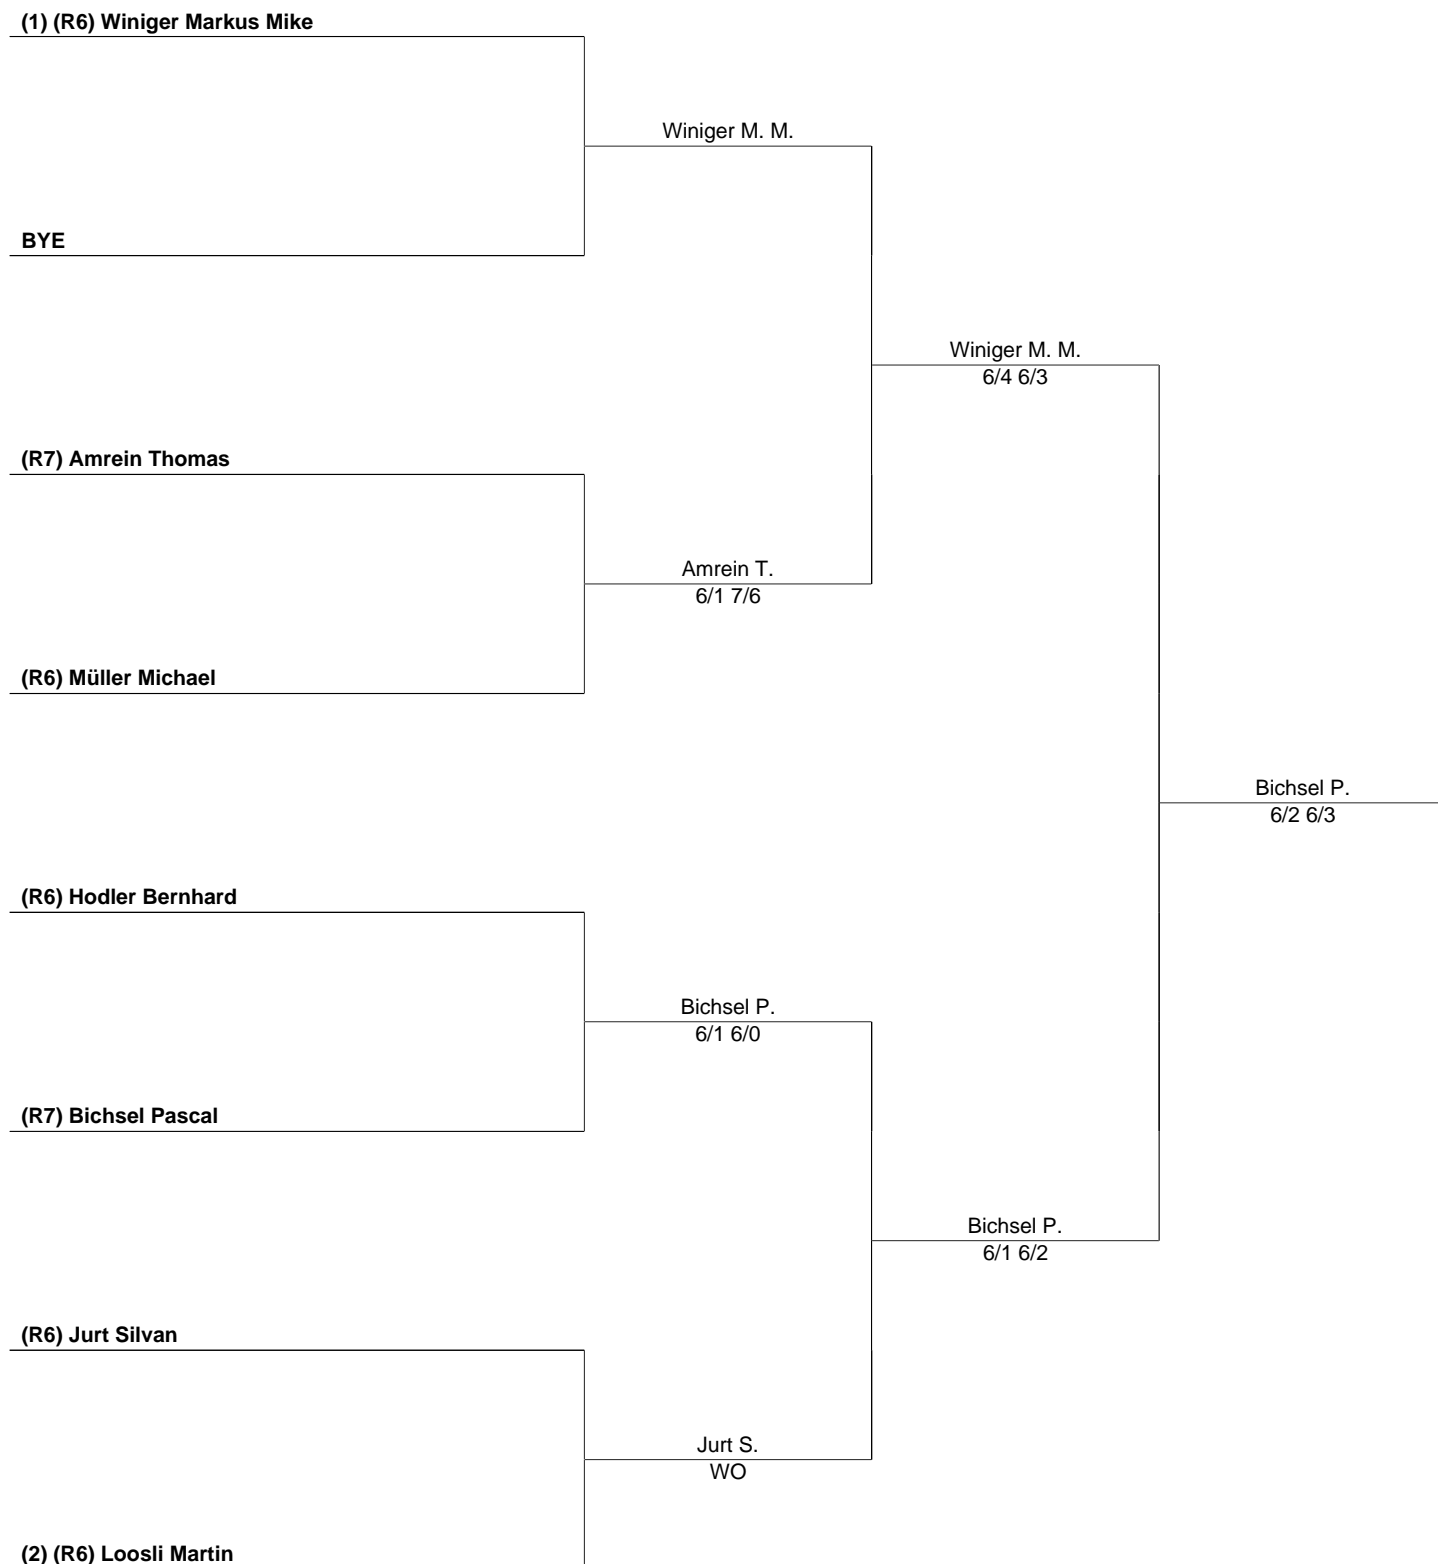 (1) (R6) Winiger Markus Mike
Winiger M. M.
BYE
Winiger M. M.
6/4 6/3
(R7) Amrein Thomas
Amrein T.
6/1 7/6
(R6) Müller Michael
Bichsel P.
6/2 6/3
(R6) Hodler Bernhard
Bichsel P.
6/1 6/0
(R7) Bichsel Pascal
Bichsel P.
6/1 6/2
(R6) Jurt Silvan
Jurt S.
WO
(2) (R6) Loosli Martin